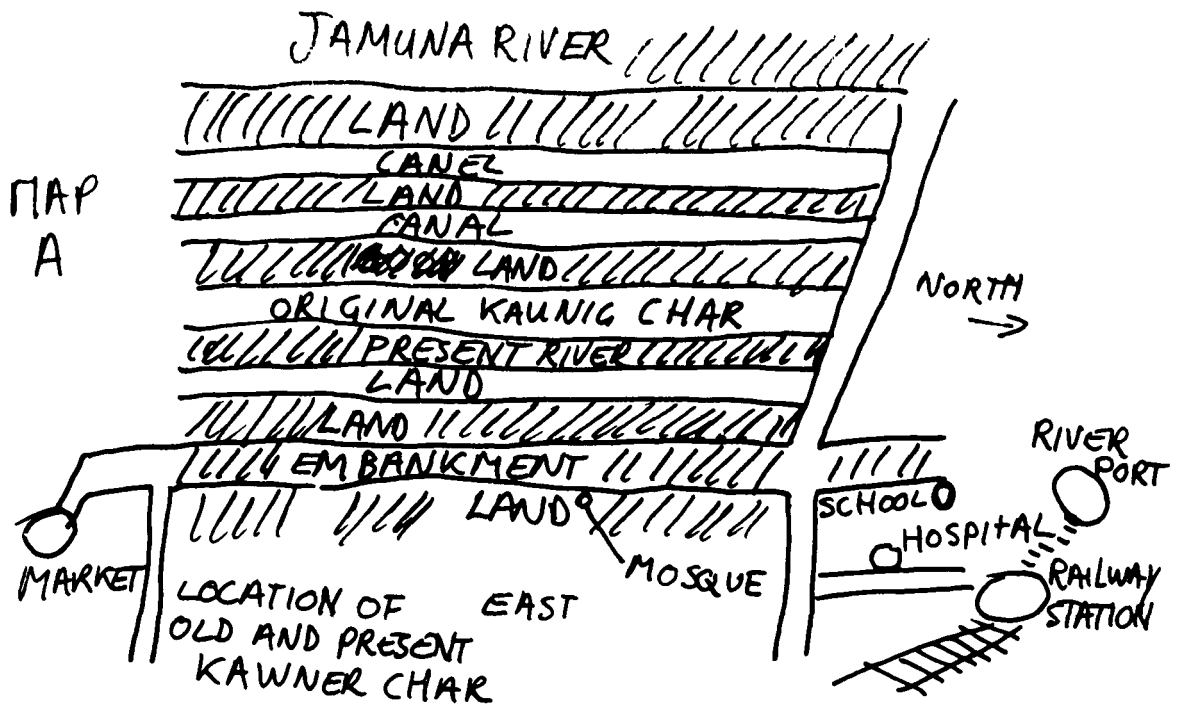 JAMUNA RIVER
LAND
CANEL
MAP
A
LAND
CANAL
LAND
NORTH
ORIGINAL KAUNIG CHAR
PRESENT RIVER
LAND
LAND
RIVER
PORT
EMBANKMENT
SCHOOL
LAND
HOSPITAL
MOSQUE
MARKET
RAILWAY
STATION
LOCATION OF
OLD AND PRESENT
KAWNER CHAR
EAST